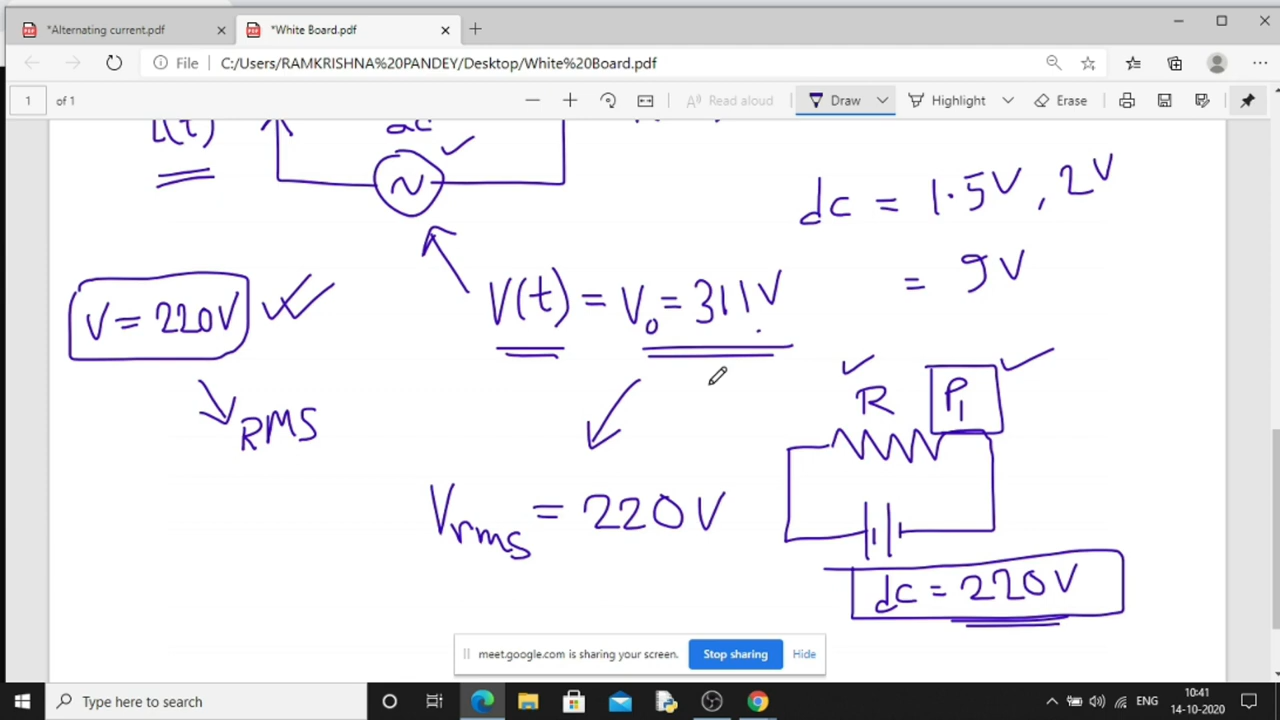 *Alternating current.pdf
*White Board.pdf
File
C:/Users/RAMKRISHNA%20PANDEY/Desktop/White%20Board.pdf
1 of 1
Read aloud
Draw
Highlight
Erase
ac
dc = 1.5V, 2V
= 9V
V = 220V
V(t) = V₀ = 311V
RMS
R
P₁
Vrms = 220V
dc = 220V
meet.google.com is sharing your screen.
Stop sharing
Hide
Type here to search
ENG
10:41
14-10-2020